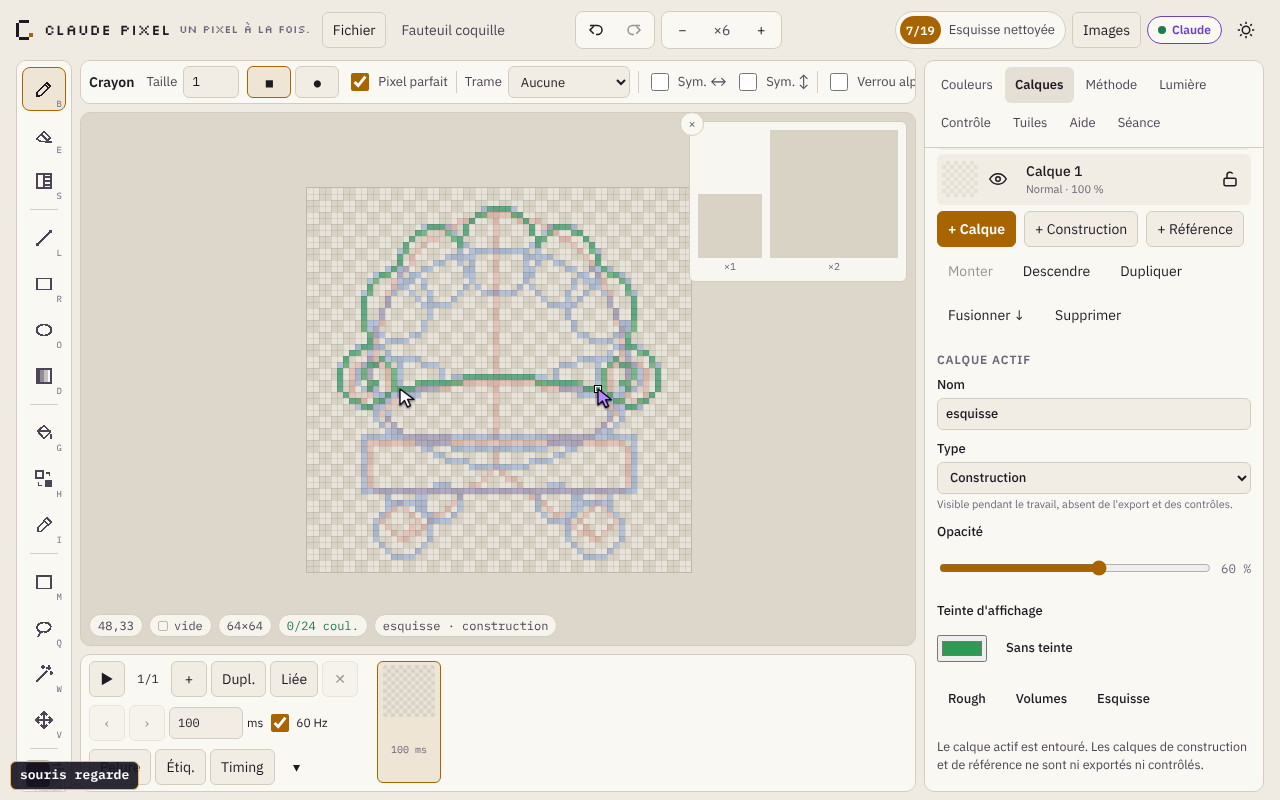 CLAUDE PIXEL UN PIXEL À LA FOIS. Fichier Fauteuil coquille − ×6 + 7/19 Esquisse nettoyée Images Claude
Crayon Taille 1 ■ ● Pixel parfait Trame Aucune Sym. ↔ Sym. ↕ Verrou alp
B
E
S
L
R
O
D
G
H
I
M
Q
W
V
×
×1 ×2
48,33 vide 64×64 0/24 coul. esquisse · construction
1/1 + Dupl. Liée ×
‹ › 100 ms 60 Hz
Étiq. Timing ▼
100 ms
souris regarde
Couleurs Calques Méthode Lumière
Contrôle Tuiles Aide Séance
Calque 1
Normal · 100 %
+ Calque + Construction + Référence
Monter Descendre Dupliquer
Fusionner ↓ Supprimer
CALQUE ACTIF
Nom
esquisse
Type
Construction
Visible pendant le travail, absent de l'export et des contrôles.
Opacité
60 %
Teinte d'affichage
Sans teinte
Rough Volumes Esquisse
Le calque actif est entouré. Les calques de construction
et de référence ne sont ni exportés ni contrôlés.